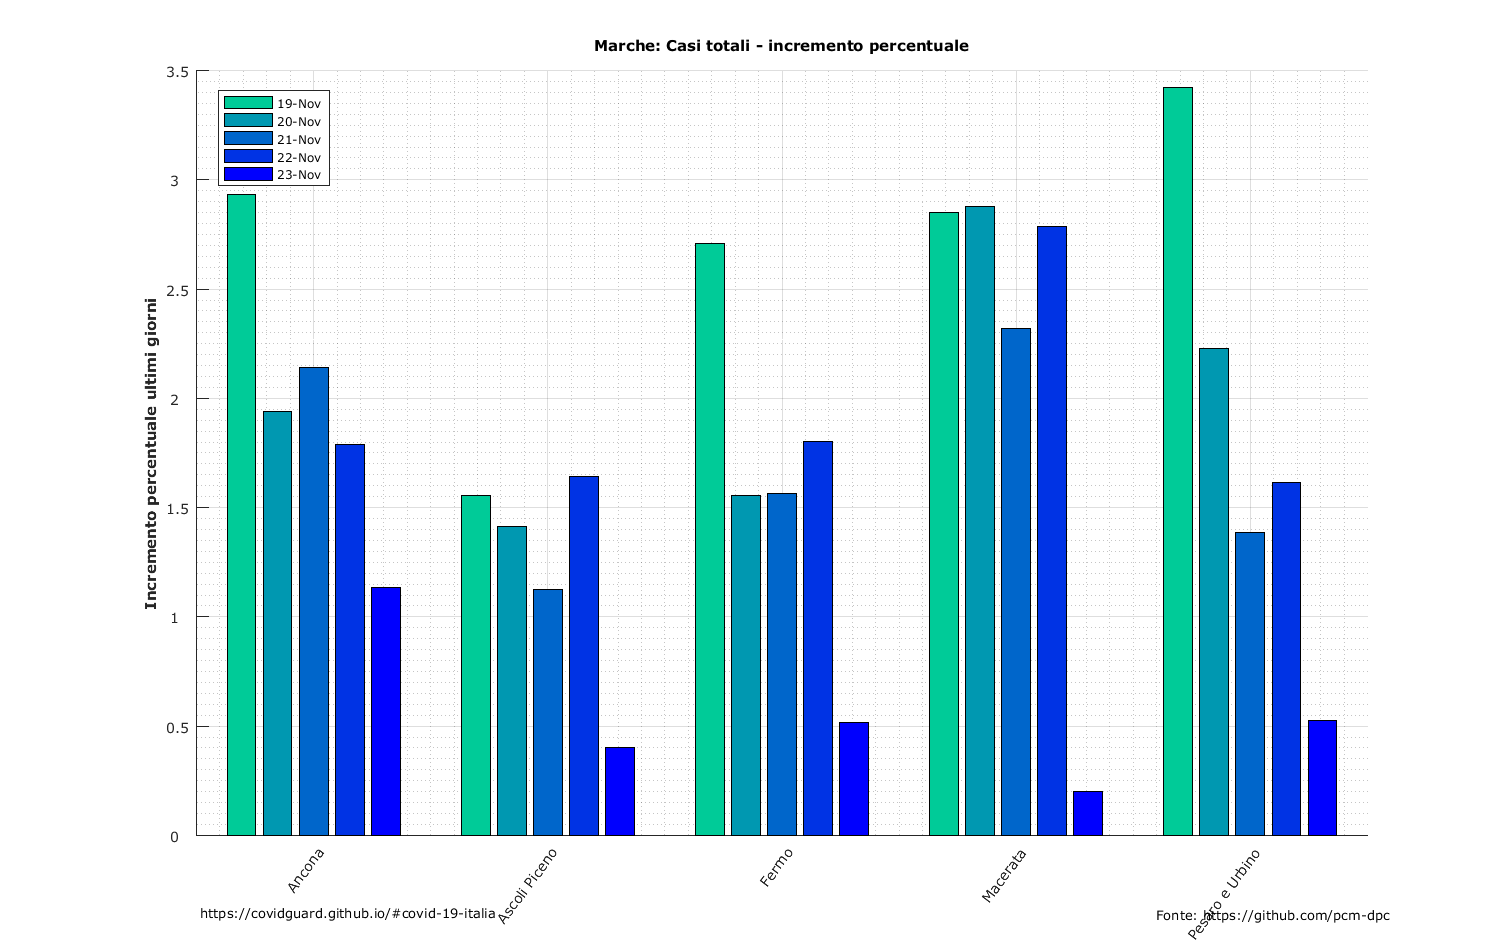 Marche: Casi totali - incremento percentuale
3.5
3
2.5
2
1.5
1
0.5
0
Incremento percentuale ultimi giorni
19-Nov
20-Nov
21-Nov
22-Nov
23-Nov
Ancona
Ascoli Piceno
Fermo
Macerata
Pesaro e Urbino
https://covidguard.github.io/#covid-19-italia
Fonte: https://github.com/pcm-dpc